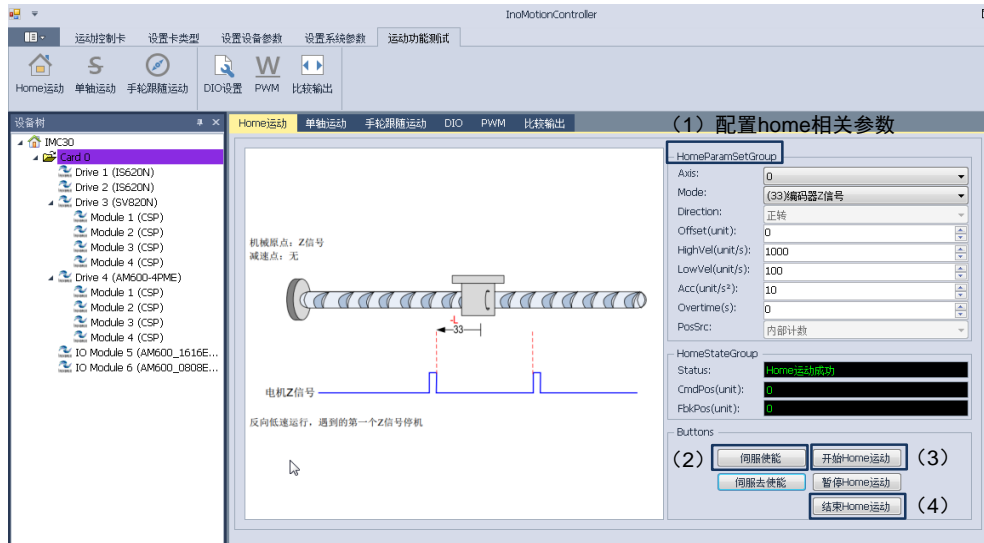 InoMotionController
运动控制卡 设置卡类型 设置设备参数 设置系统参数 运动功能测试
Home运动 单轴运动 手轮跟随运动 DIO设置 PWM 比较输出
设备树
IMC30
Card 0
Drive 1 (IS620N)
Drive 2 (IS620N)
Drive 3 (SV820N)
Module 1 (CSP)
Module 2 (CSP)
Module 3 (CSP)
Module 4 (CSP)
Drive 4 (AM600-4PME)
Module 1 (CSP)
Module 2 (CSP)
Module 3 (CSP)
Module 4 (CSP)
IO Module 5 (AM600_1616E...
IO Module 6 (AM600_0808E...
Home运动 单轴运动 手轮跟随运动 DIO PWM 比较输出
（1）配置home相关参数
机械原点：Z信号
减速点：无
-L
33
电机Z信号
反向低速运行，遇到的第一个Z信号停机
HomeParamSetGroup
Axis: 0
Mode: (33)编码器Z信号
Direction: 正转
Offset(unit): 0
HighVel(unit/s): 1000
LowVel(unit/s): 100
Acc(unit/s²): 10
Overtime(s): 0
PosSrc: 内部计数
HomeStateGroup
Status: Home运动成功
CmdPos(unit): 0
FbkPos(unit): 0
Buttons
（2） 伺服使能 开始Home运动 （3）
伺服去使能 暂停Home运动
结束Home运动 （4）